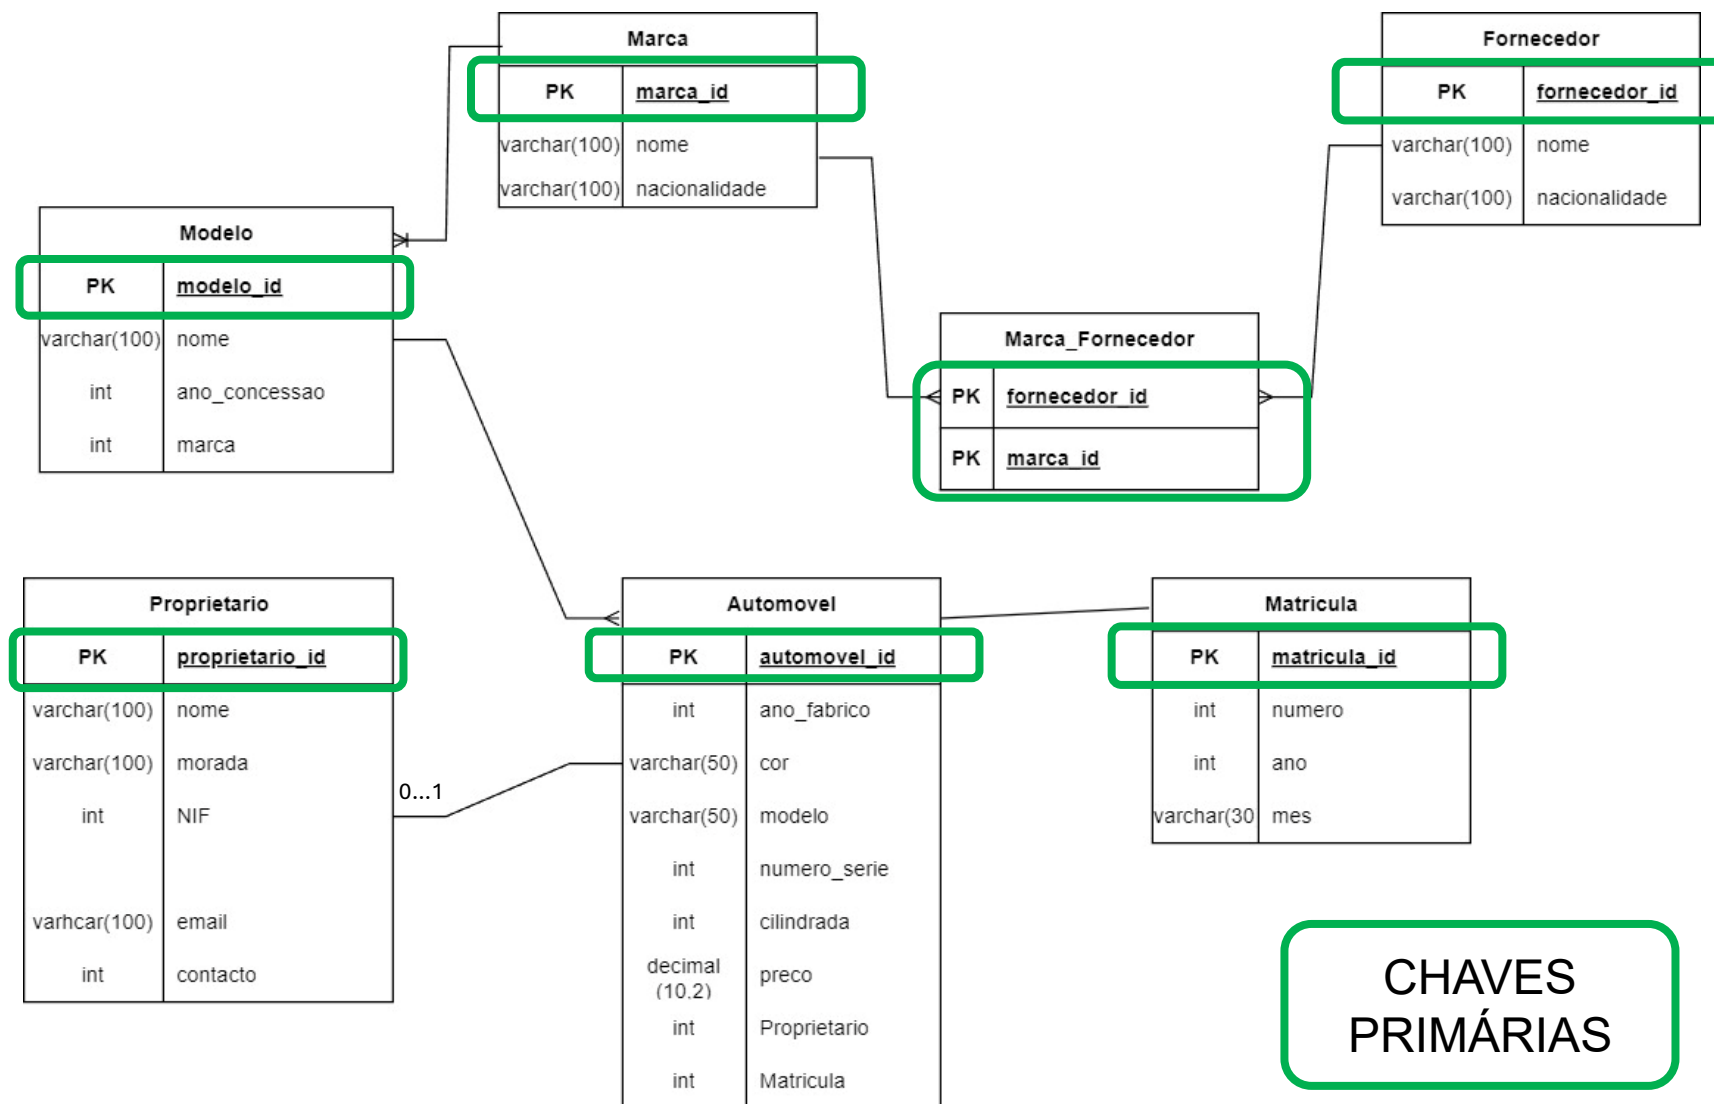 Marca
PK marca_id
varchar(100) nome
varchar(100) nacionalidade
Fornecedor
PK fornecedor_id
varchar(100) nome
varchar(100) nacionalidade
Modelo
PK modelo_id
varchar(100) nome
int ano_concessao
int marca
Marca_Fornecedor
PK fornecedor_id
PK marca_id
Proprietario
PK proprietario_id
varchar(100) nome
varchar(100) morada
int NIF
varhcar(100) email
int contacto
0...1
Automovel
PK automovel_id
int ano_fabrico
varchar(50) cor
varchar(50) modelo
int numero_serie
int cilindrada
decimal
(10,2) preco
int Proprietario
int Matricula
Matricula
PK matricula_id
int numero
int ano
varchar(30 mes
CHAVES
PRIMÁRIAS